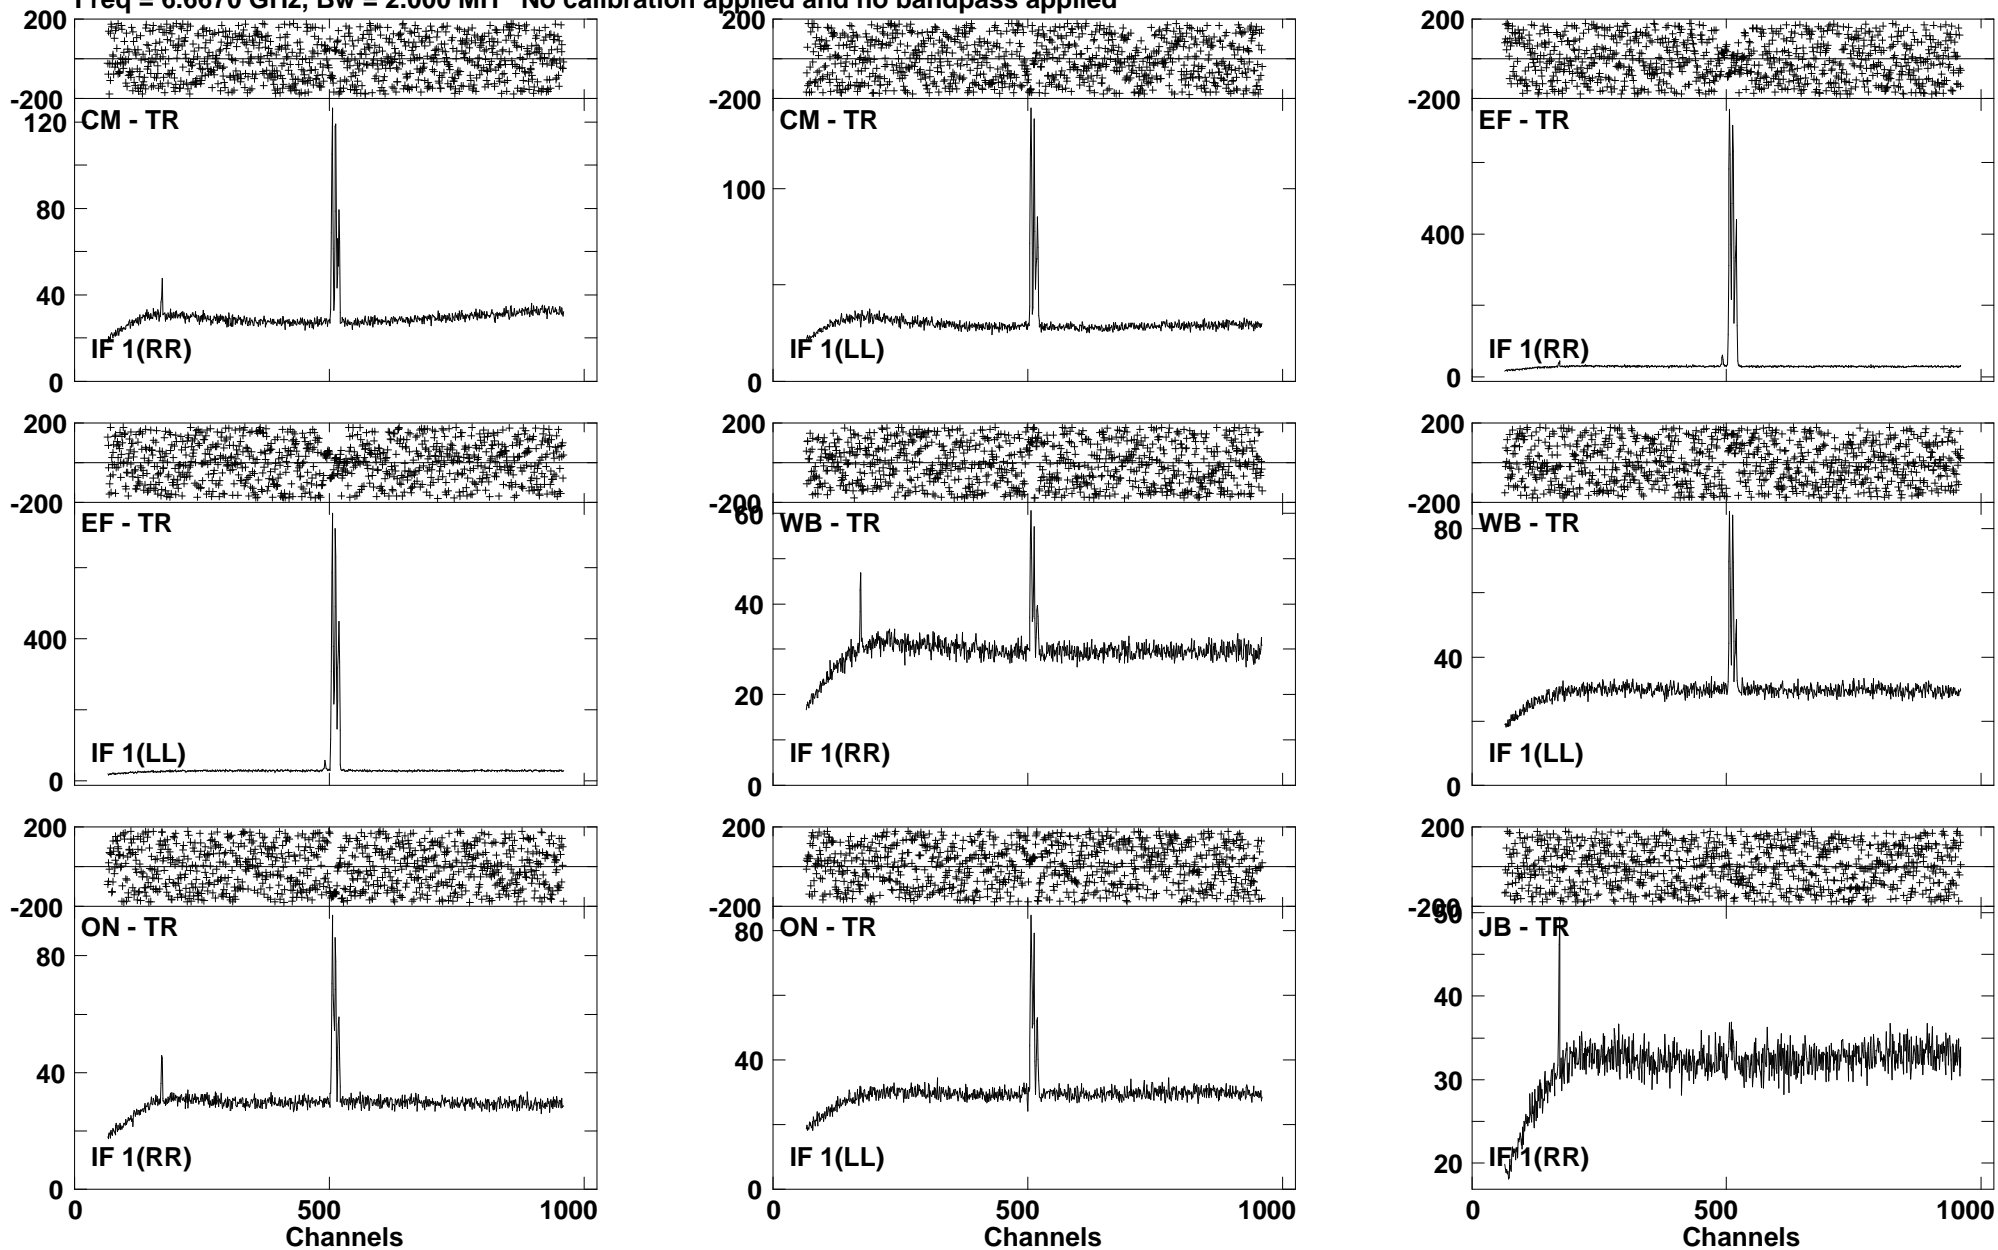 Freq = 6.6670 GHz, Bw = 2.000 MH No calibration applied and no bandpass applied
200
-200
CM - TR
120
80
40
0
IF 1(RR)
200
-200
CM - TR
100
0
IF 1(LL)
200
-200
EF - TR
400
0
IF 1(RR)
200
-200
EF - TR
400
0
IF 1(LL)
200
-200
WB - TR
60
40
20
0
IF 1(RR)
200
-200
WB - TR
80
40
0
IF 1(LL)
200
-200
ON - TR
80
40
0
IF 1(RR)
0 500 1000
Channels
200
-200
ON - TR
80
40
0
IF 1(LL)
0 500 1000
Channels
200
-200
JB - TR
50
40
30
20
IF 1(RR)
0 500 1000
Channels